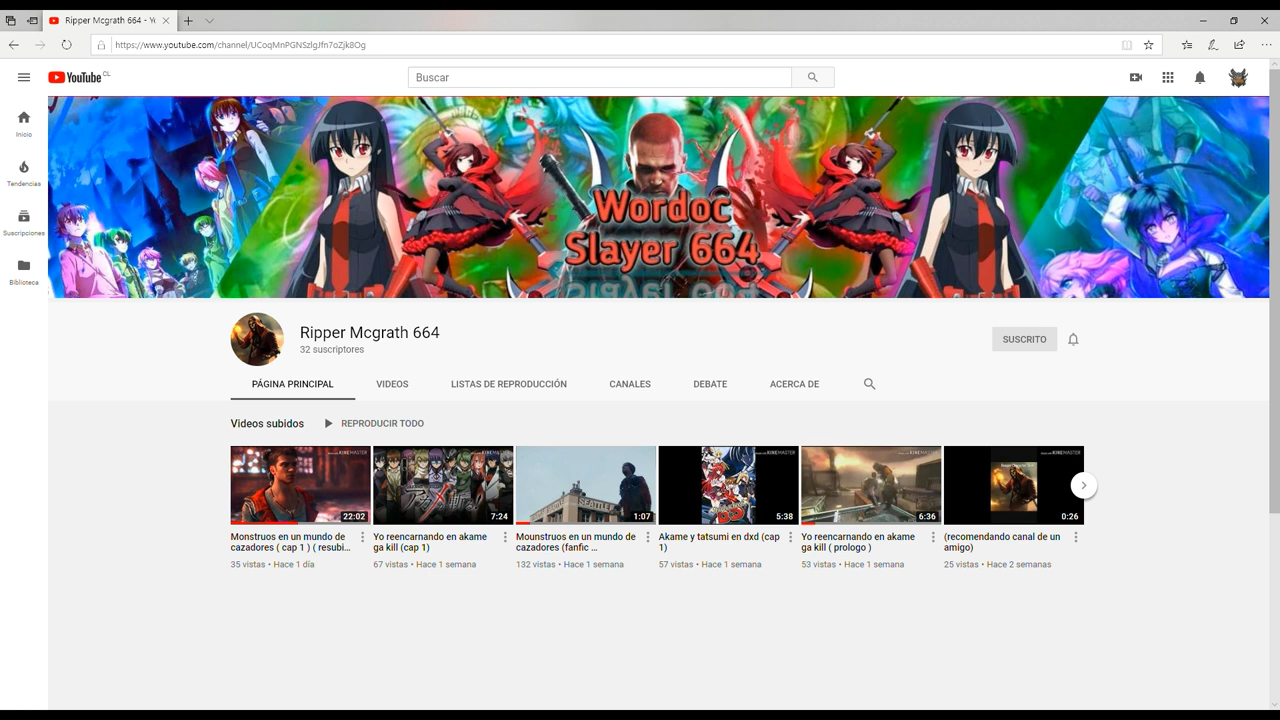 Ripper Mcgrath 664 - Yo
https://www.youtube.com/channel/UCoqMnPGNSzlgJfn7oZjk8Og
YouTube CL
Buscar
Inicio
Tendencias
Suscripciones
Biblioteca
Wordoc
Slayer 664
Ripper Mcgrath 664
32 suscriptores
SUSCRITO
PÁGINA PRINCIPAL
VIDEOS
LISTAS DE REPRODUCCIÓN
CANALES
DEBATE
ACERCA DE
Videos subidos
REPRODUCIR TODO
22:02
7:24
1:07
5:38
6:36
0:26
Monstruos en un mundo de
cazadores ( cap 1 ) ( resubi...
35 vistas • Hace 1 día
Yo reencarnando en akame
ga kill (cap 1)
67 vistas • Hace 1 semana
Mounstruos en un mundo de
cazadores (fanfic ...
132 vistas • Hace 1 semana
Akame y tatsumi en dxd (cap
1)
57 vistas • Hace 1 semana
Yo reencarnando en akame
ga kill ( prologo )
53 vistas • Hace 1 semana
(recomendando canal de un
amigo)
25 vistas • Hace 2 semanas